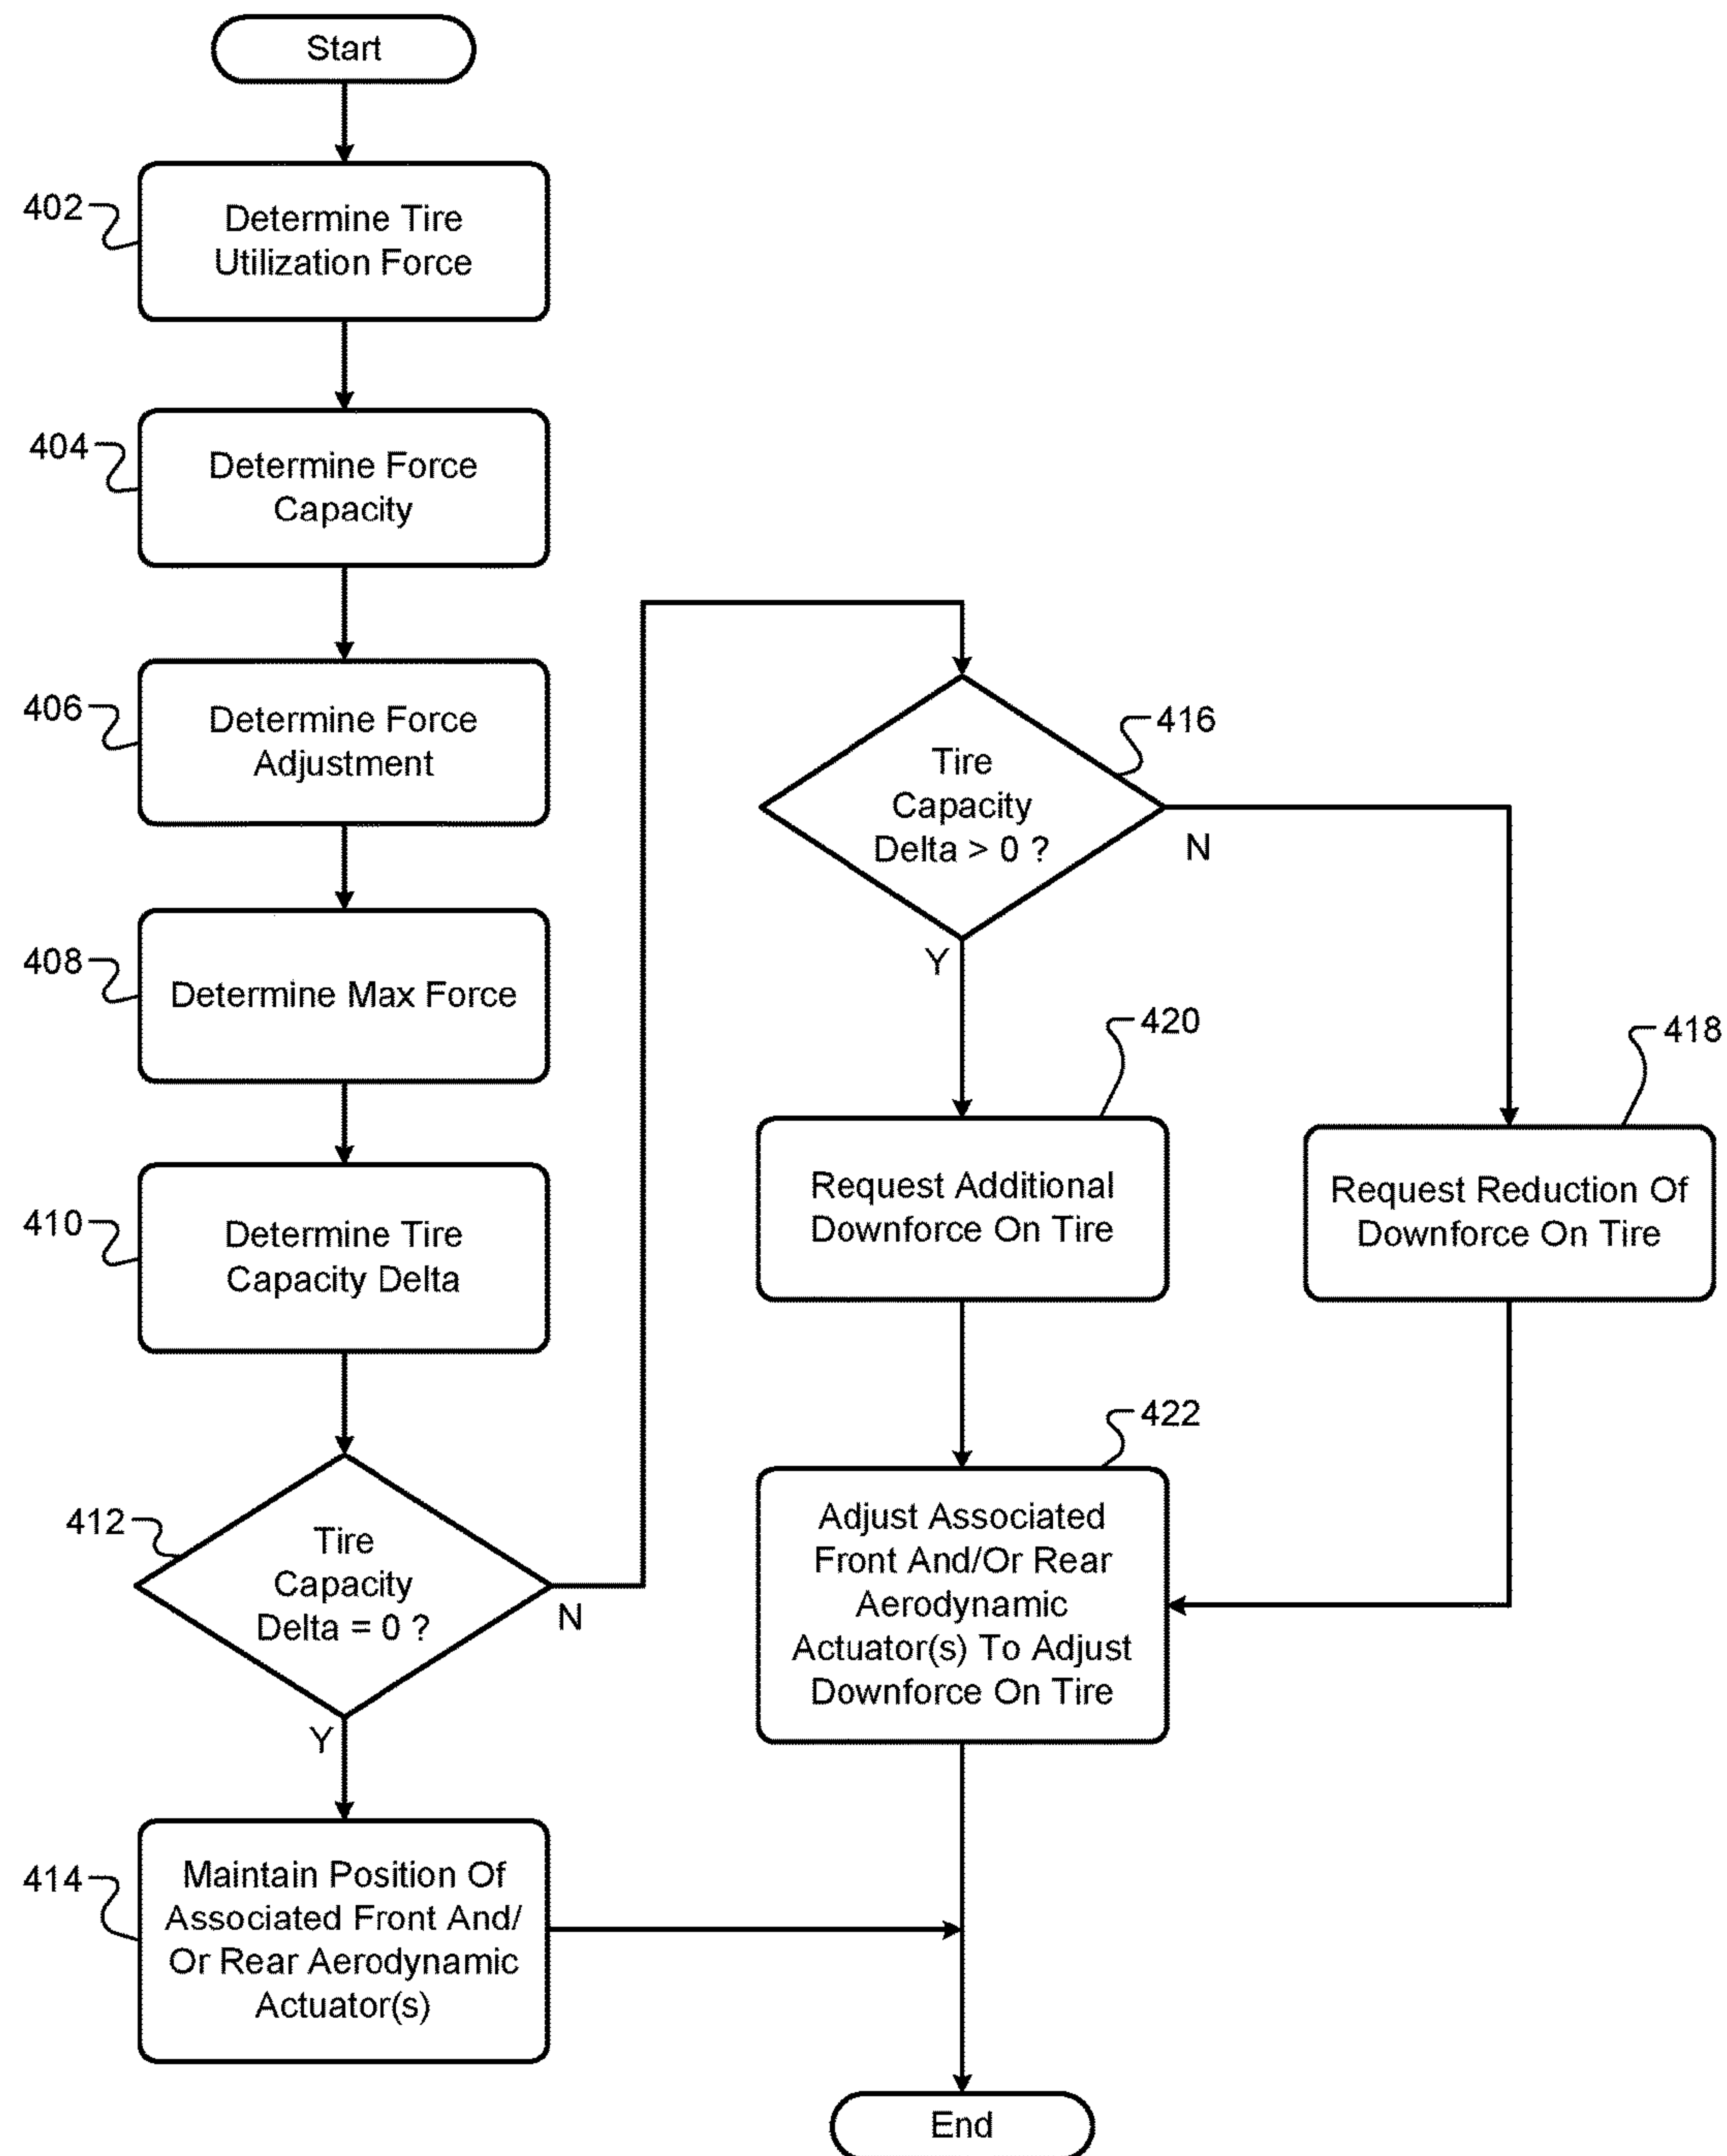 Start
402
Determine Tire
Utilization Force
404
Determine Force
Capacity
406
Determine Force
Adjustment
408
Determine Max Force
410
Determine Tire
Capacity Delta
412
Tire
Capacity
Delta = 0 ?
N
Y
414
Maintain Position Of
Associated Front And/
Or Rear Aerodynamic
Actuator(s)
416
Tire
Capacity
Delta > 0 ?
N
Y
420
Request Additional
Downforce On Tire
418
Request Reduction Of
Downforce On Tire
422
Adjust Associated
Front And/Or Rear
Aerodynamic
Actuator(s) To Adjust
Downforce On Tire
End